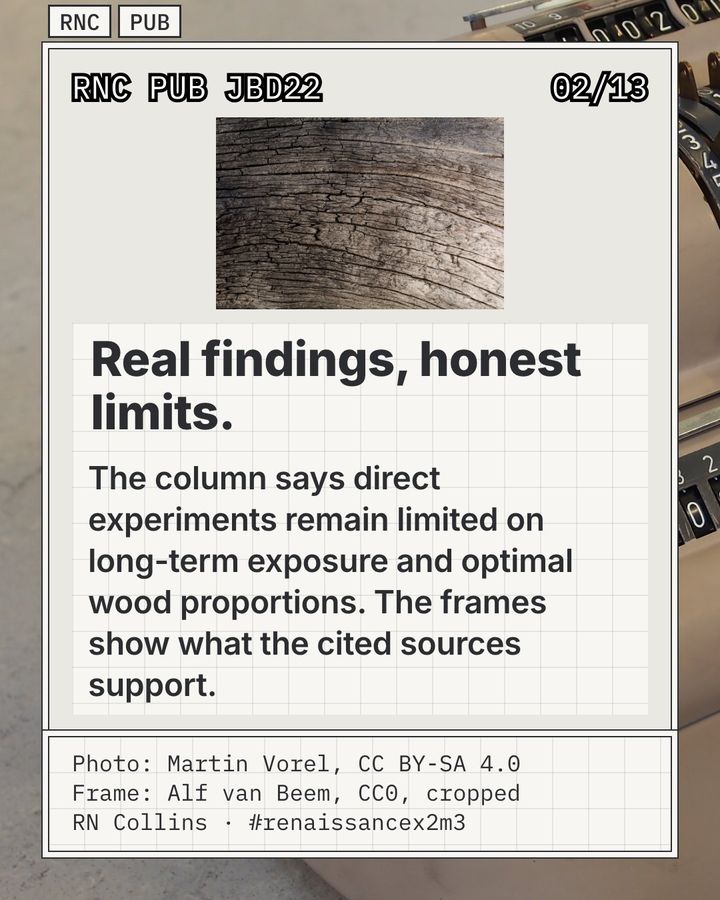 RNC PUB
RNC PUB JBD22 02/13
Real findings, honest
limits.
The column says direct
experiments remain limited on
long-term exposure and optimal
wood proportions. The frames
show what the cited sources
support.
Photo: Martin Vorel, CC BY-SA 4.0
Frame: Alf van Beem, CC0, cropped
RN Collins · #renaissancex2m3